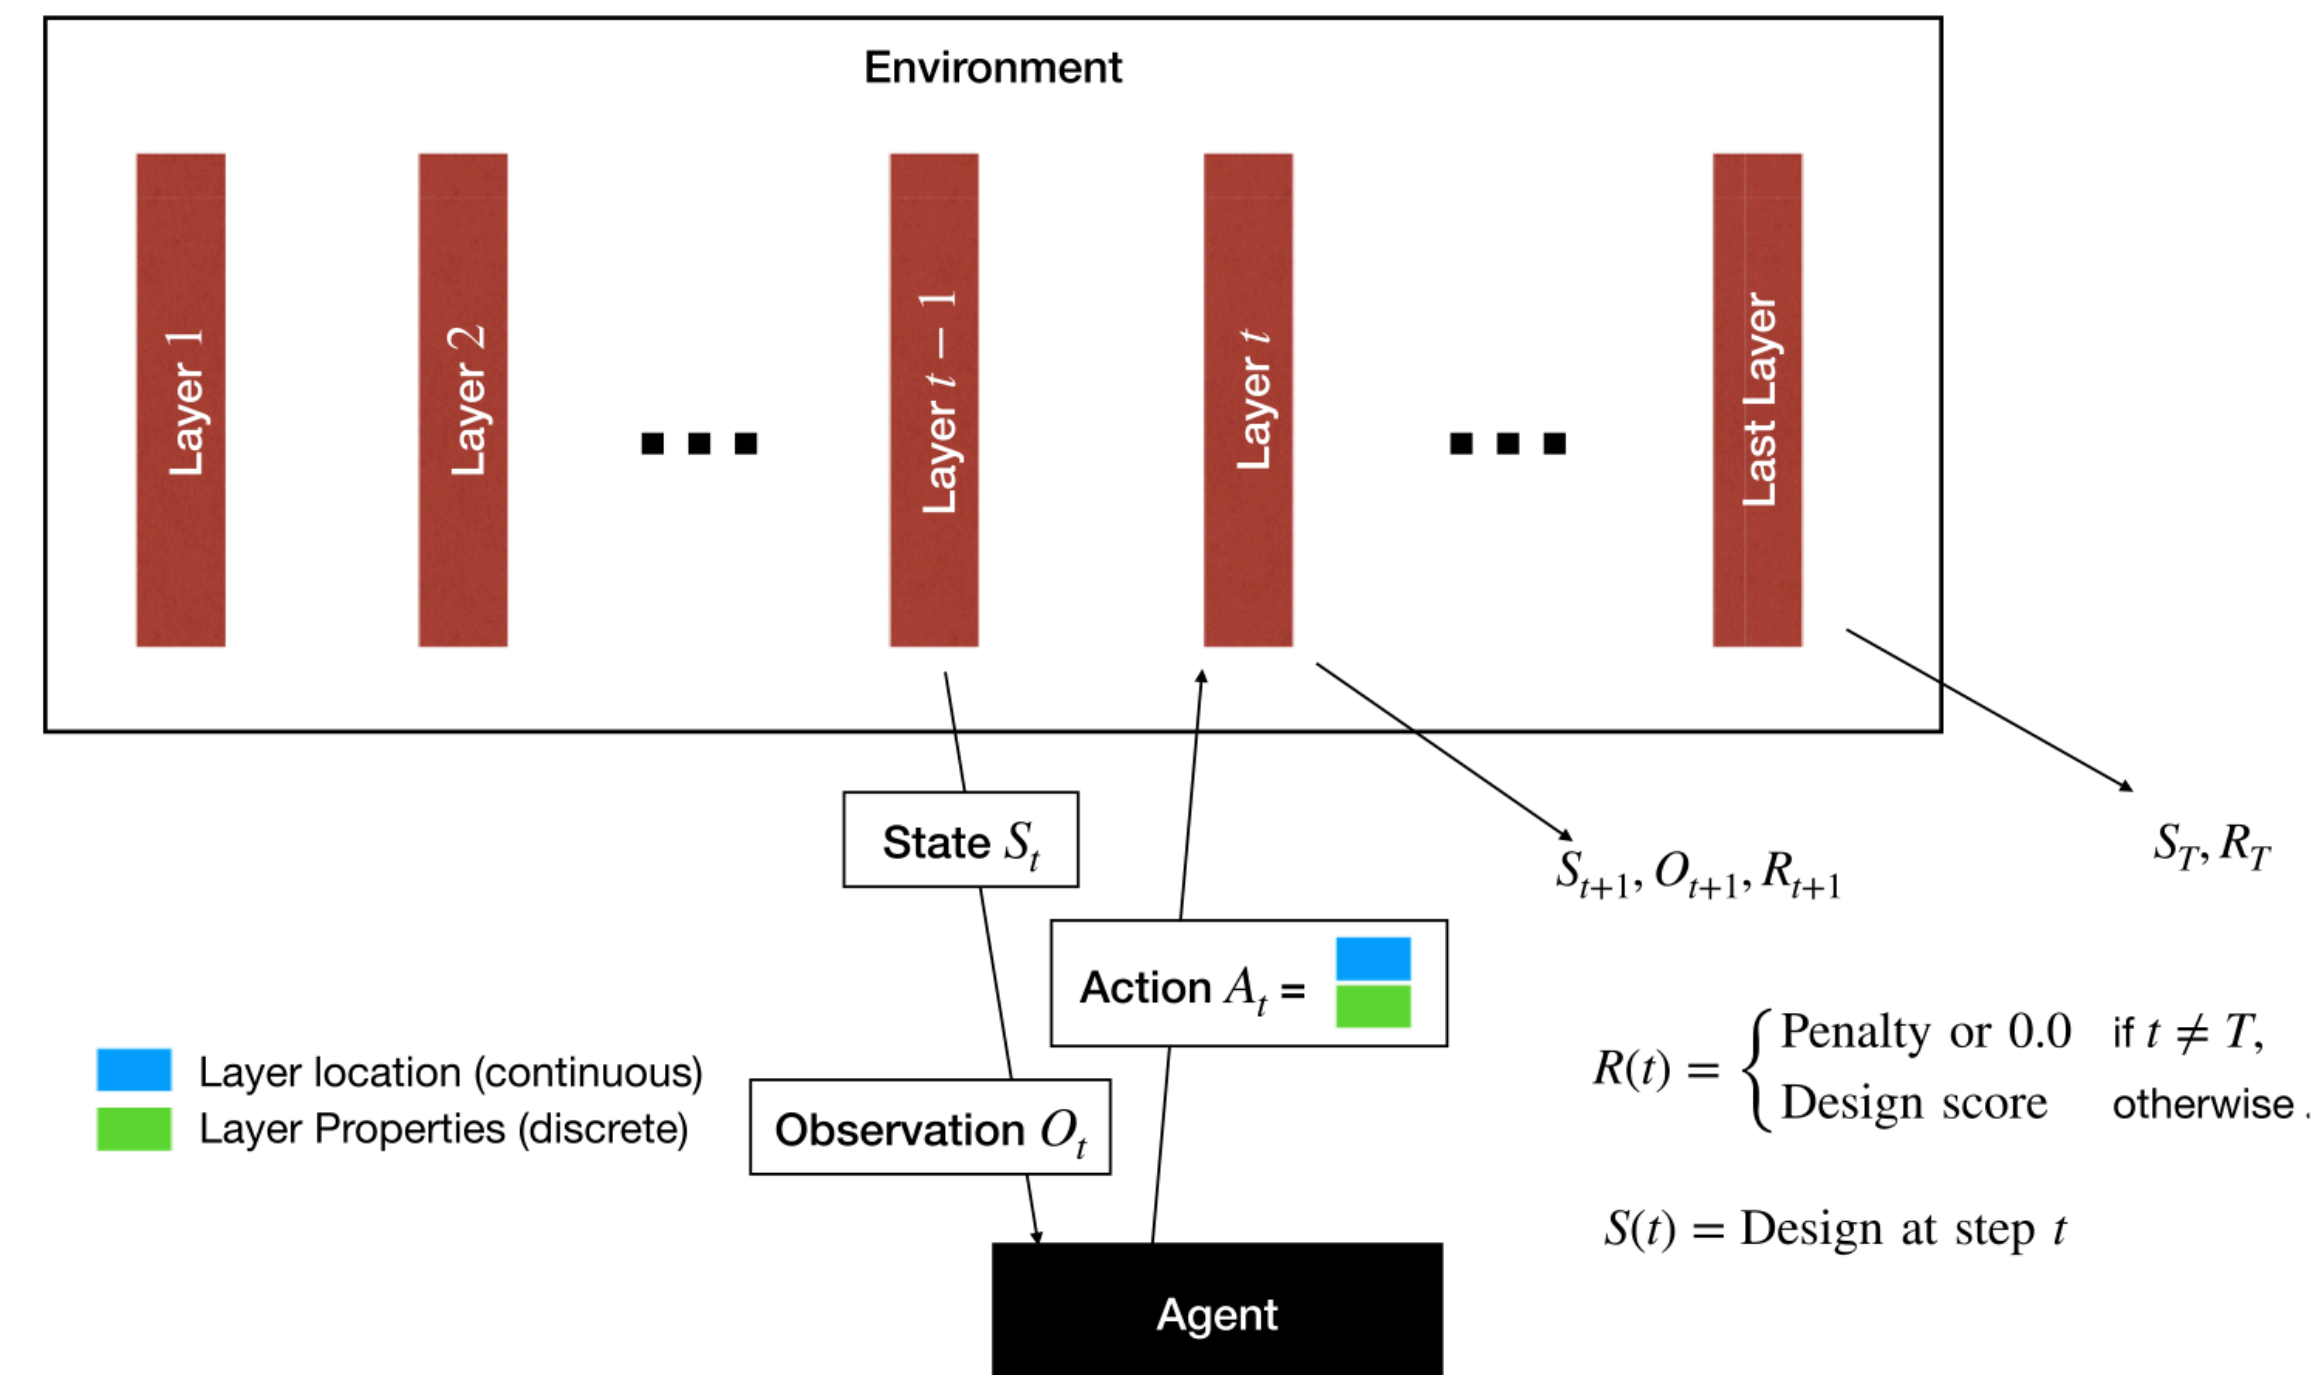 Environment
Layer 1
Layer 2
Layer t − 1
Layer t
Last Layer
State S_t
S_{t+1}, O_{t+1}, R_{t+1}
S_T, R_T
Action A_t =
Layer location (continuous)
Layer Properties (discrete)
Observation O_t
R(t) = { Penalty or 0.0 if t ≠ T,
Design score otherwise .
S(t) = Design at step t
Agent